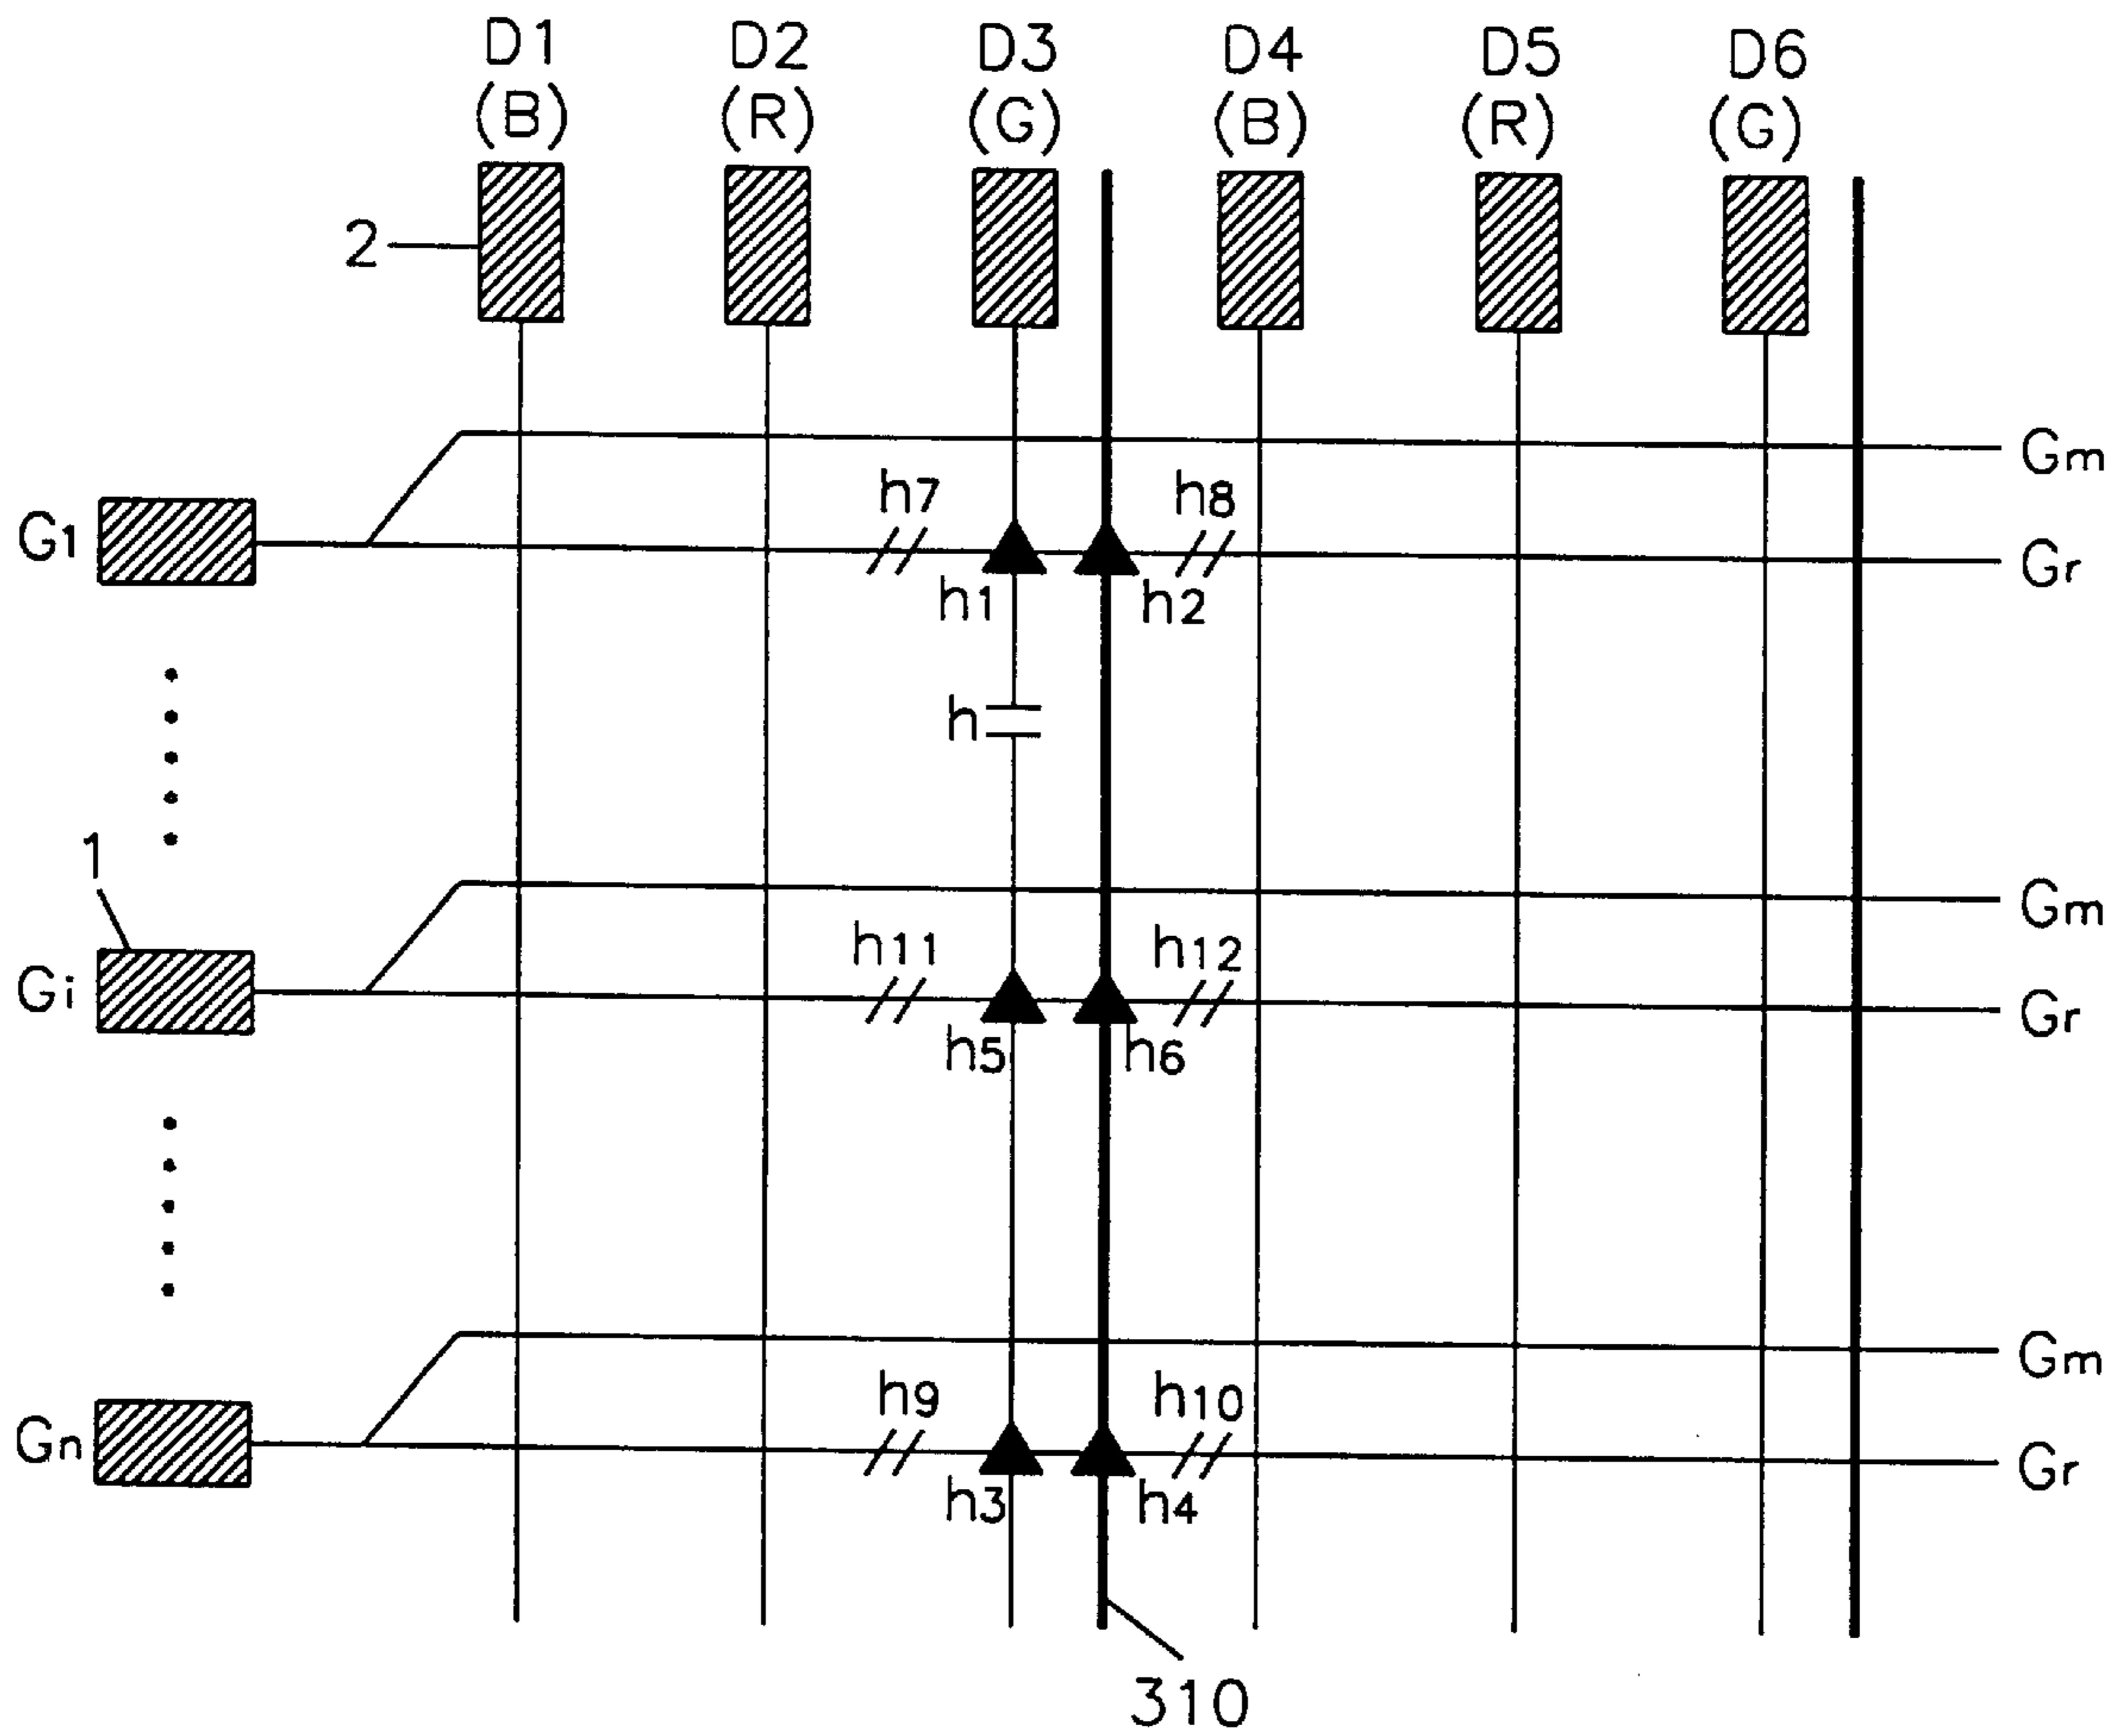 D1 D2 D3 D4 D5 D6
(B) (R) (G) (B) (R) (G)
2
Gm
h7 h8
G1
Gr
h1 h2
h
1
Gm
h11 h12
Gi
Gr
h5 h6
Gm
h9 h10
Gn
Gr
h3 h4
310